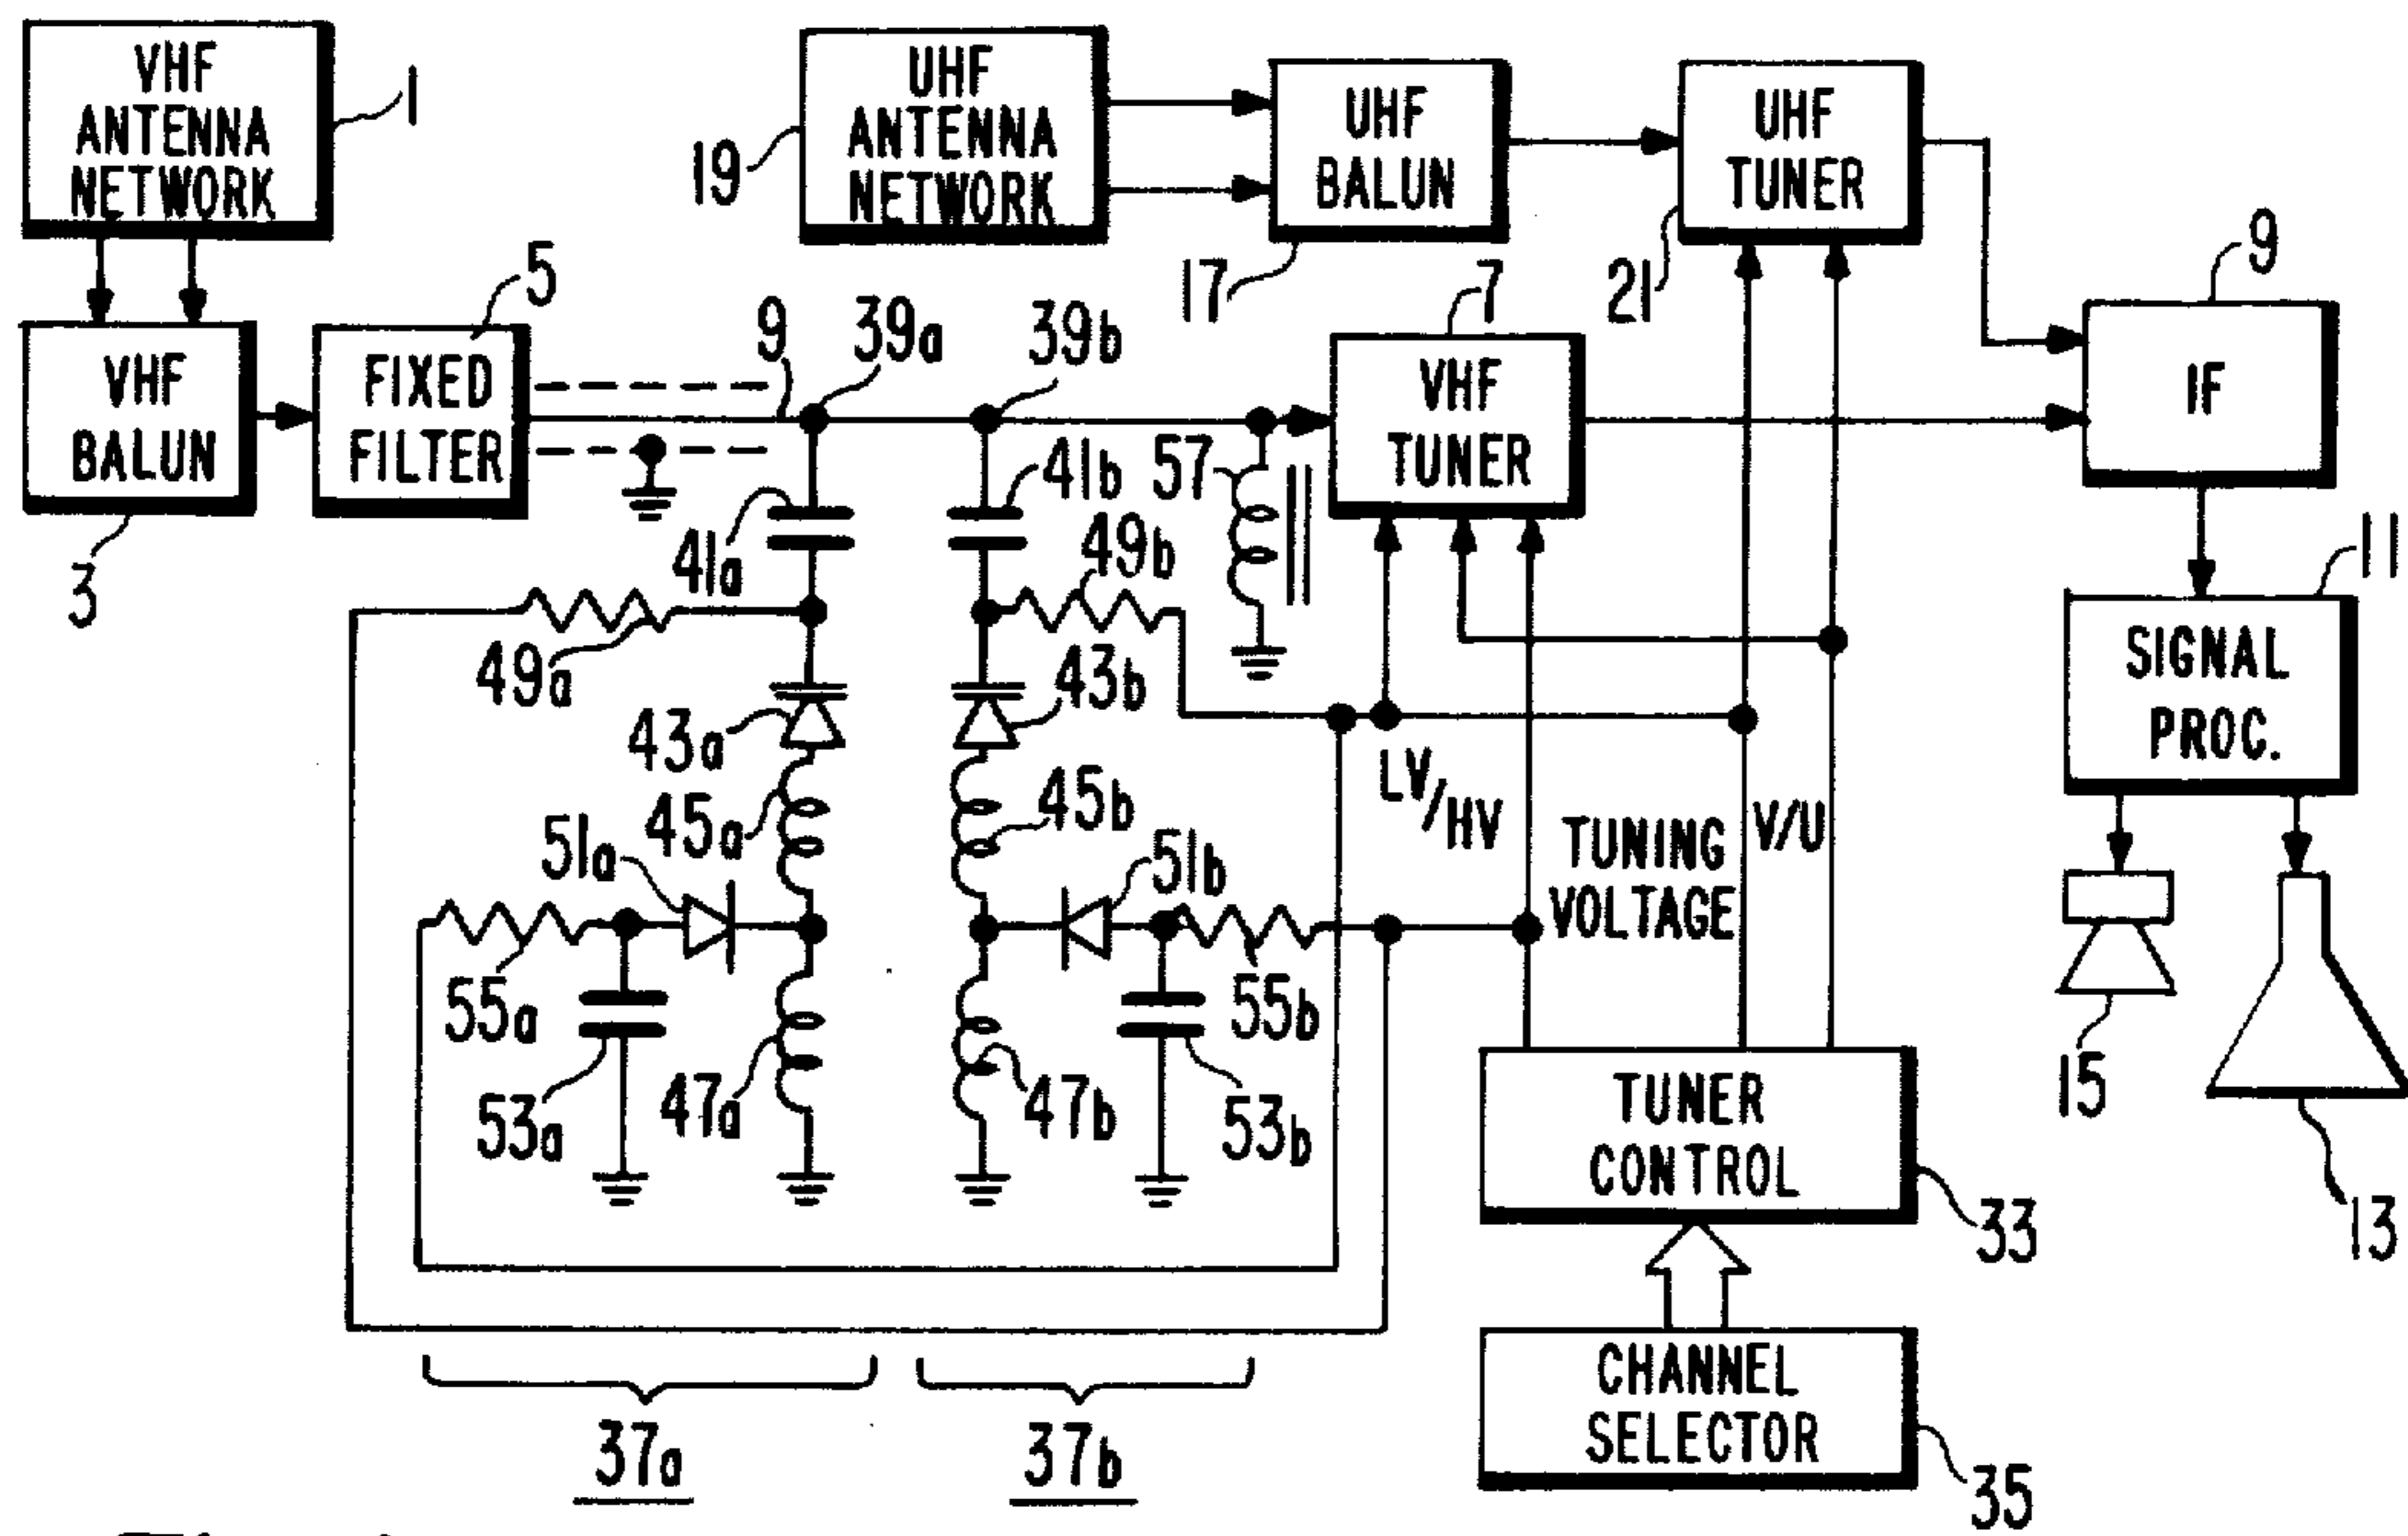 VHF
ANTENNA
NETWORK
1
UHF
ANTENNA
NETWORK
19
UHF
BALUN
17
UHF
TUNER
21
VHF
BALUN
3
FIXED
FILTER
5
9
39a
39b
VHF
TUNER
7
IF
9
41a
41b
57
49a
49b
43a
43b
45a
45b
51a
51b
55a
55b
53a
53b
47a
47b
LV/HV
TUNING
VOLTAGE
V/U
SIGNAL
PROC.
11
15
13
TUNER
CONTROL
33
CHANNEL
SELECTOR
35
37a
37b